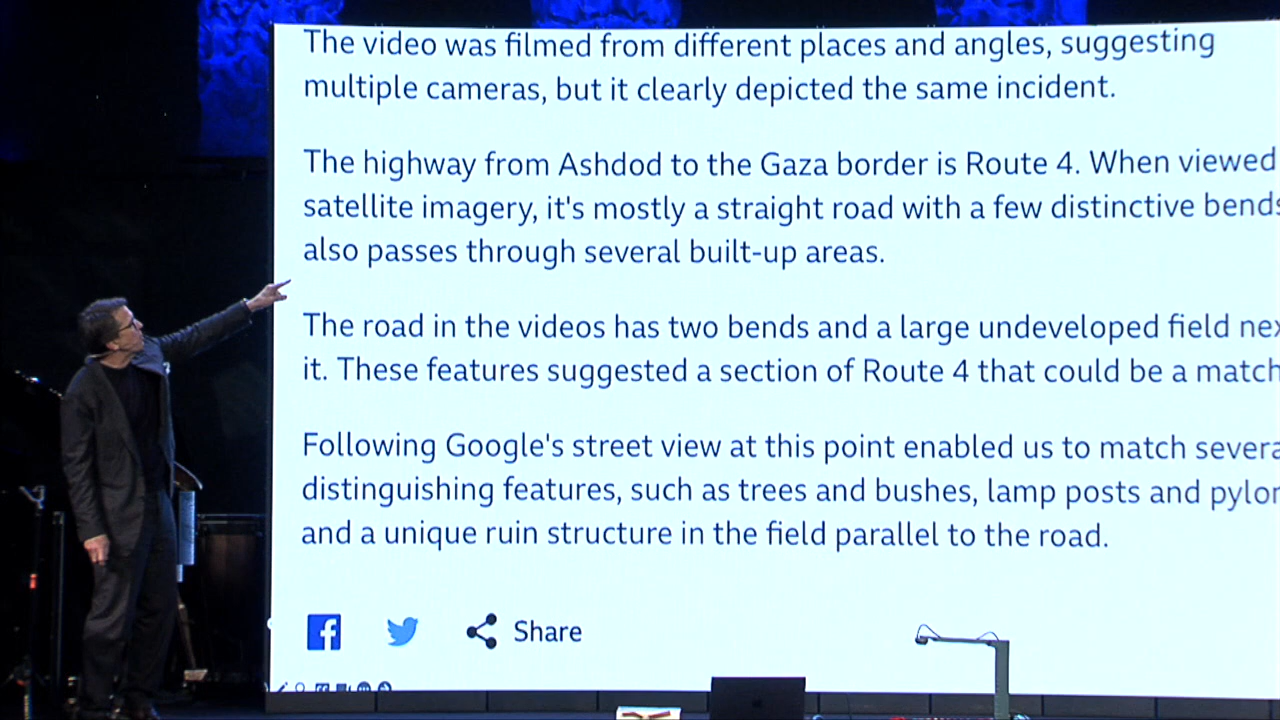 The video was filmed from different places and angles, suggesting
multiple cameras, but it clearly depicted the same incident.
The highway from Ashdod to the Gaza border is Route 4. When viewed
satellite imagery, it's mostly a straight road with a few distinctive bends
also passes through several built-up areas.
The road in the videos has two bends and a large undeveloped field nex
it. These features suggested a section of Route 4 that could be a match
Following Google's street view at this point enabled us to match severa
distinguishing features, such as trees and bushes, lamp posts and pylon
and a unique ruin structure in the field parallel to the road.
Share